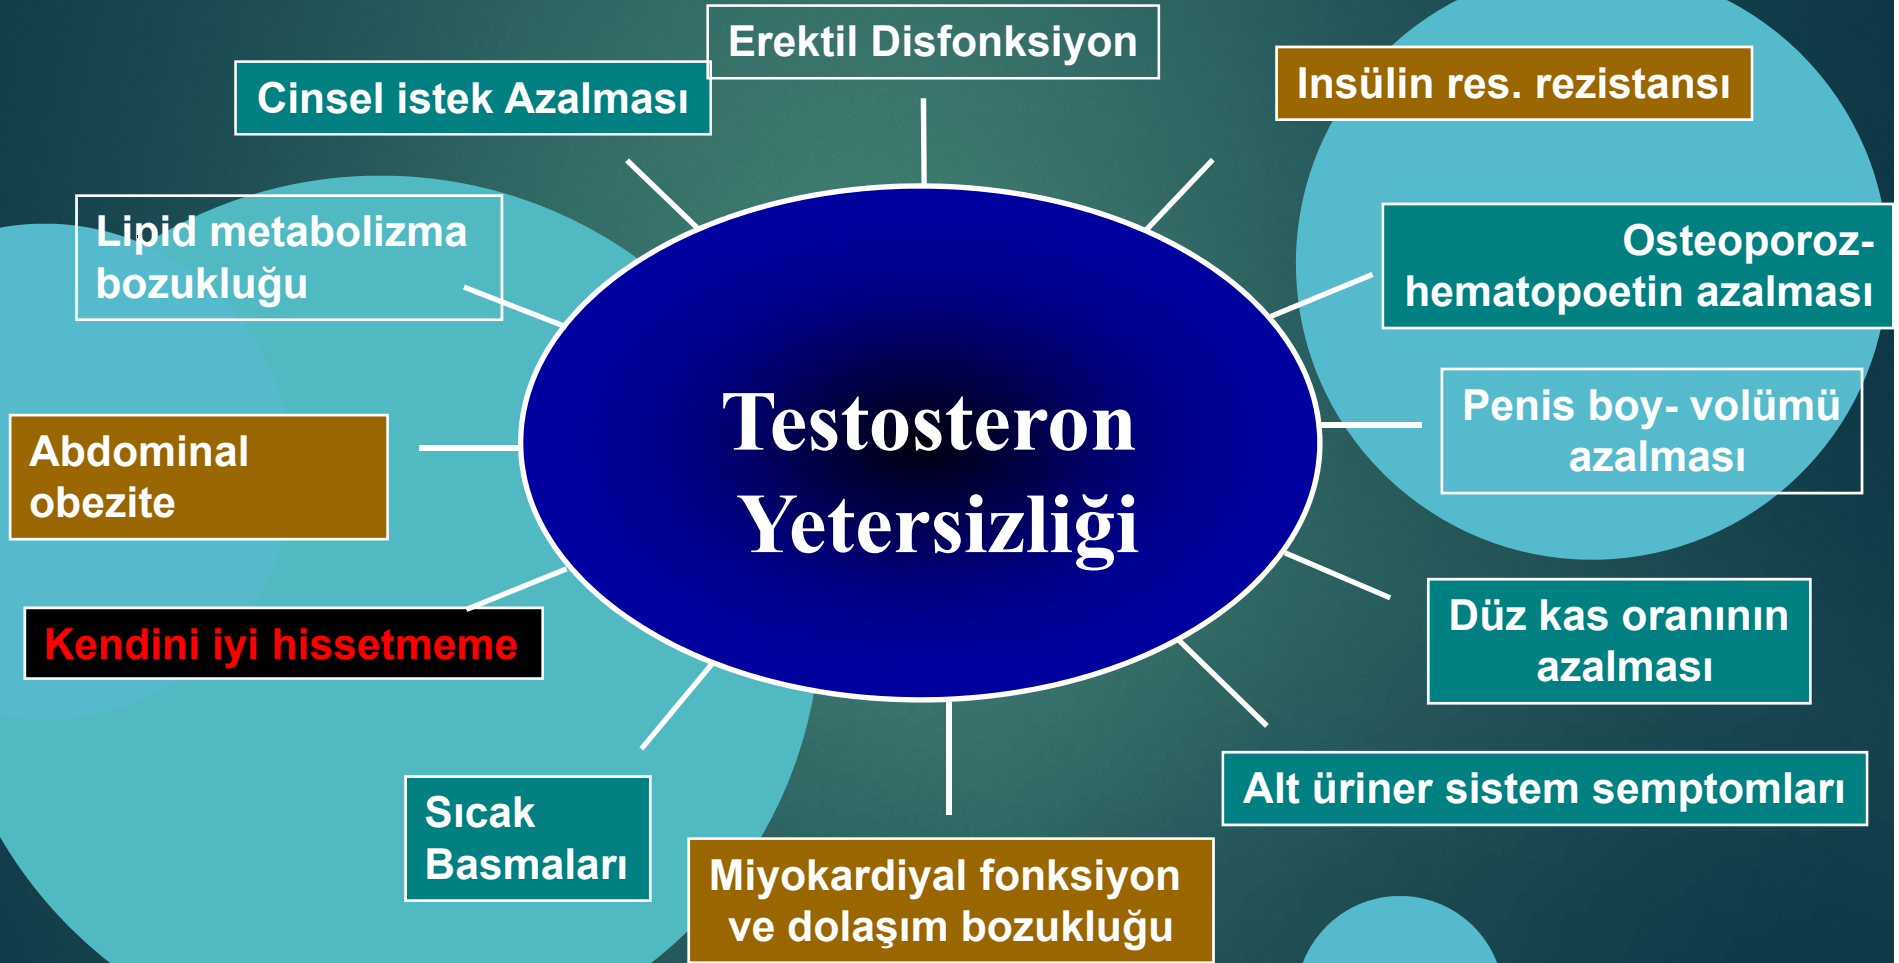 Erektil Disfonksiyon
Cinsel istek Azalması
Insülin res. rezistansı
Lipid metabolizma
bozukluğu
Osteoporoz-
hematopoetin azalması
Testosteron
Yetersizliği
Penis boy- volümü
azalması
Abdominal
obezite
Kendini iyi hissetmeme
Düz kas oranının
azalması
Sıcak
Basmaları
Alt üriner sistem semptomları
Miyokardiyal fonksiyon
ve dolaşım bozukluğu